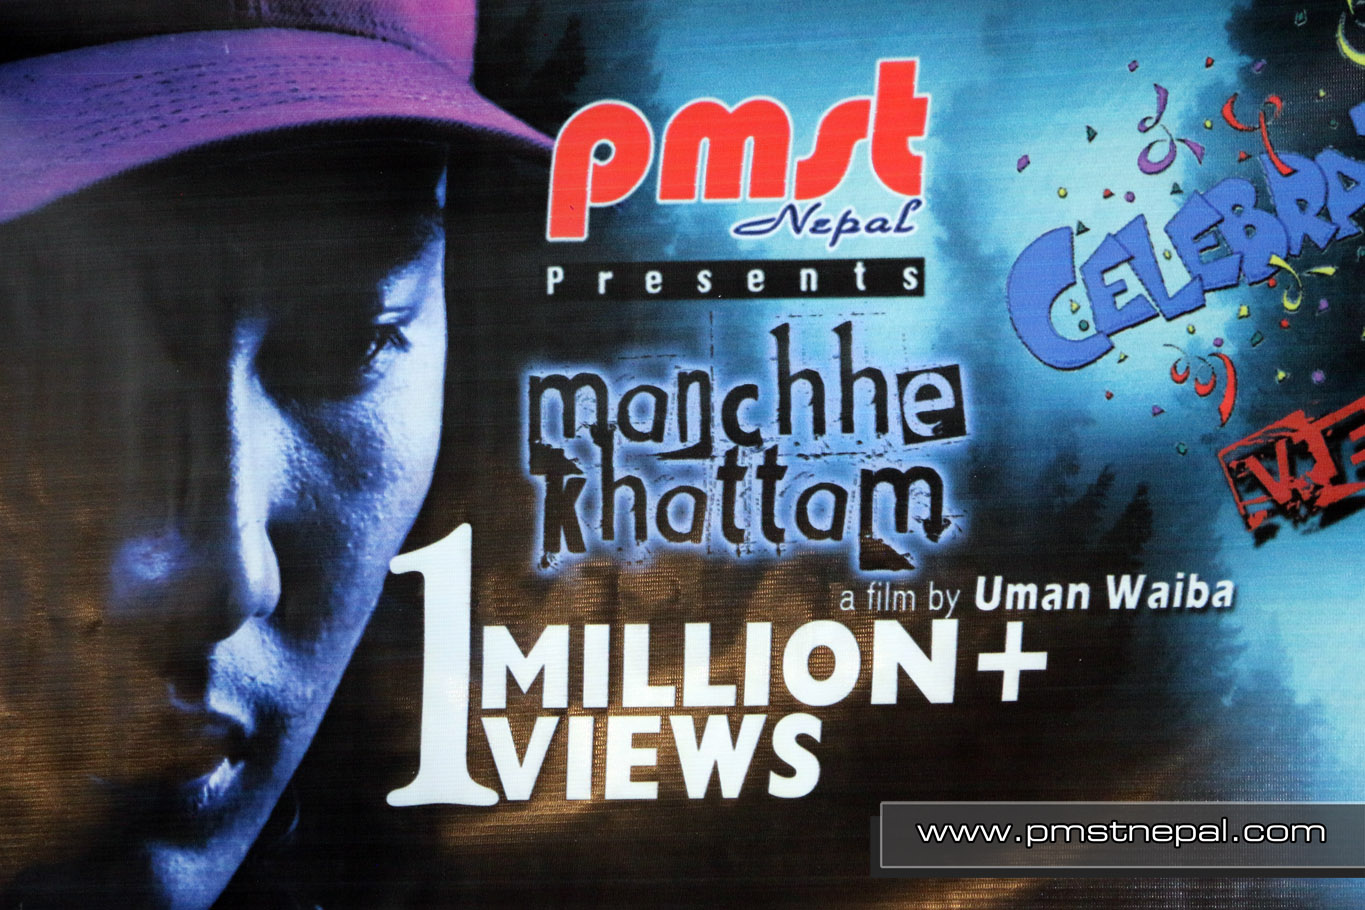 pmst
Nepal
Presents
manchhe
khattam
a film by Uman Waiba
1 MILLION+
VIEWS
www.pmstnepal.com